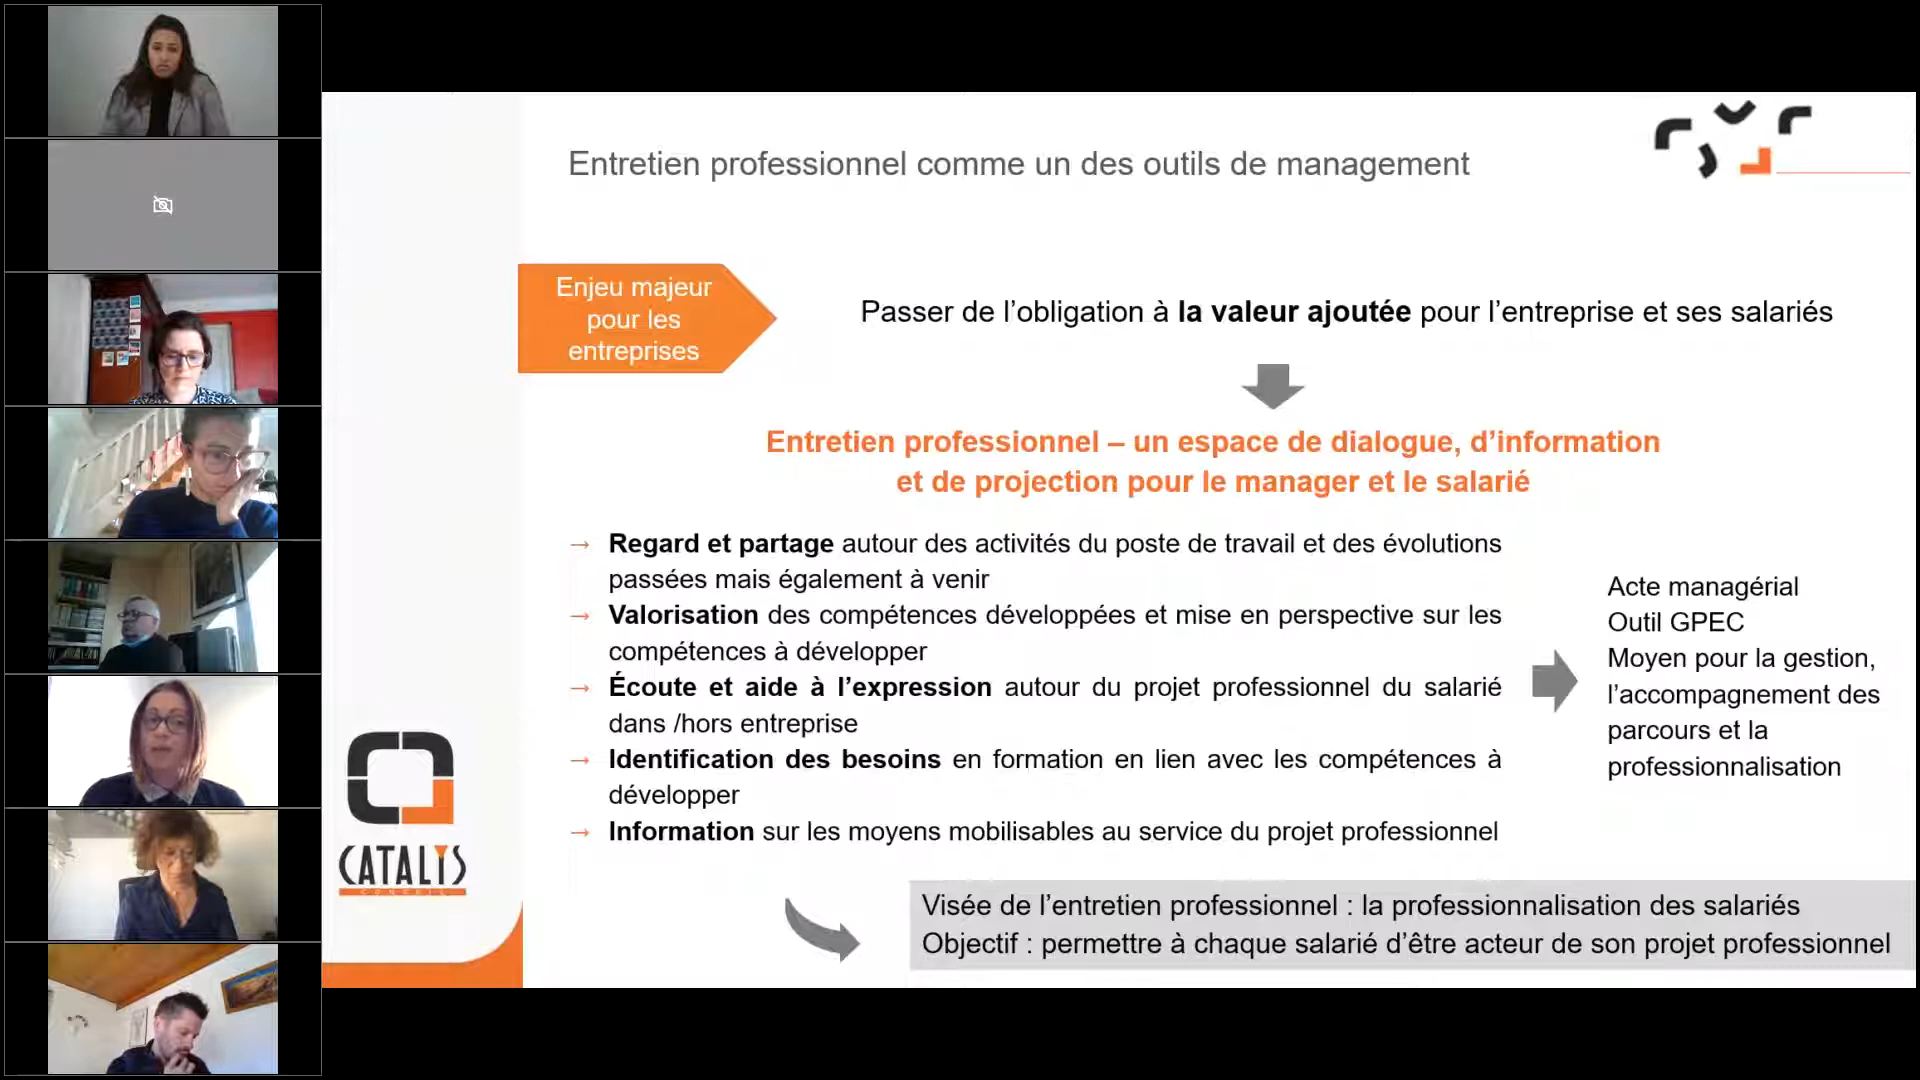 Entretien professionnel comme un des outils de management
Enjeu majeur
pour les
entreprises
Passer de l’obligation à la valeur ajoutée pour l’entreprise et ses salariés
Entretien professionnel – un espace de dialogue, d’information
et de projection pour le manager et le salarié
→ Regard et partage autour des activités du poste de travail et des évolutions
passées mais également à venir
→ Valorisation des compétences développées et mise en perspective sur les
compétences à développer
→ Écoute et aide à l’expression autour du projet professionnel du salarié
dans /hors entreprise
→ Identification des besoins en formation en lien avec les compétences à
développer
→ Information sur les moyens mobilisables au service du projet professionnel
Acte managérial
Outil GPEC
Moyen pour la gestion,
l’accompagnement des
parcours et la
professionnalisation
Visée de l’entretien professionnel : la professionnalisation des salariés
Objectif : permettre à chaque salarié d’être acteur de son projet professionnel
CATALYS
CONSEIL